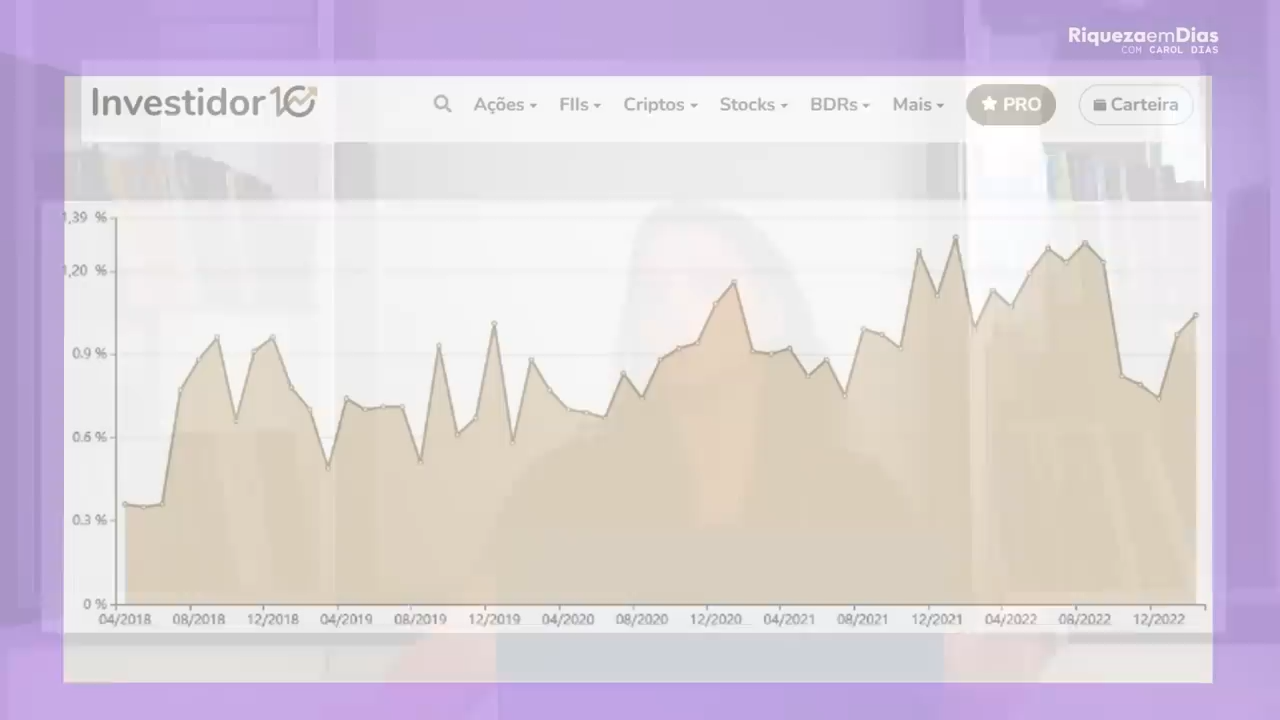 RiquezaemDias
COM CAROL DIAS
Investidor10
Ações FIIs Criptos Stocks BDRs Mais PRO Carteira
1,39 %
1,20 %
0.9 %
0.6 %
0.3 %
0 %
04/2018 08/2018 12/2018 04/2019 08/2019 12/2019 04/2020 08/2020 12/2020 04/2021 08/2021 12/2021 04/2022 08/2022 12/2022